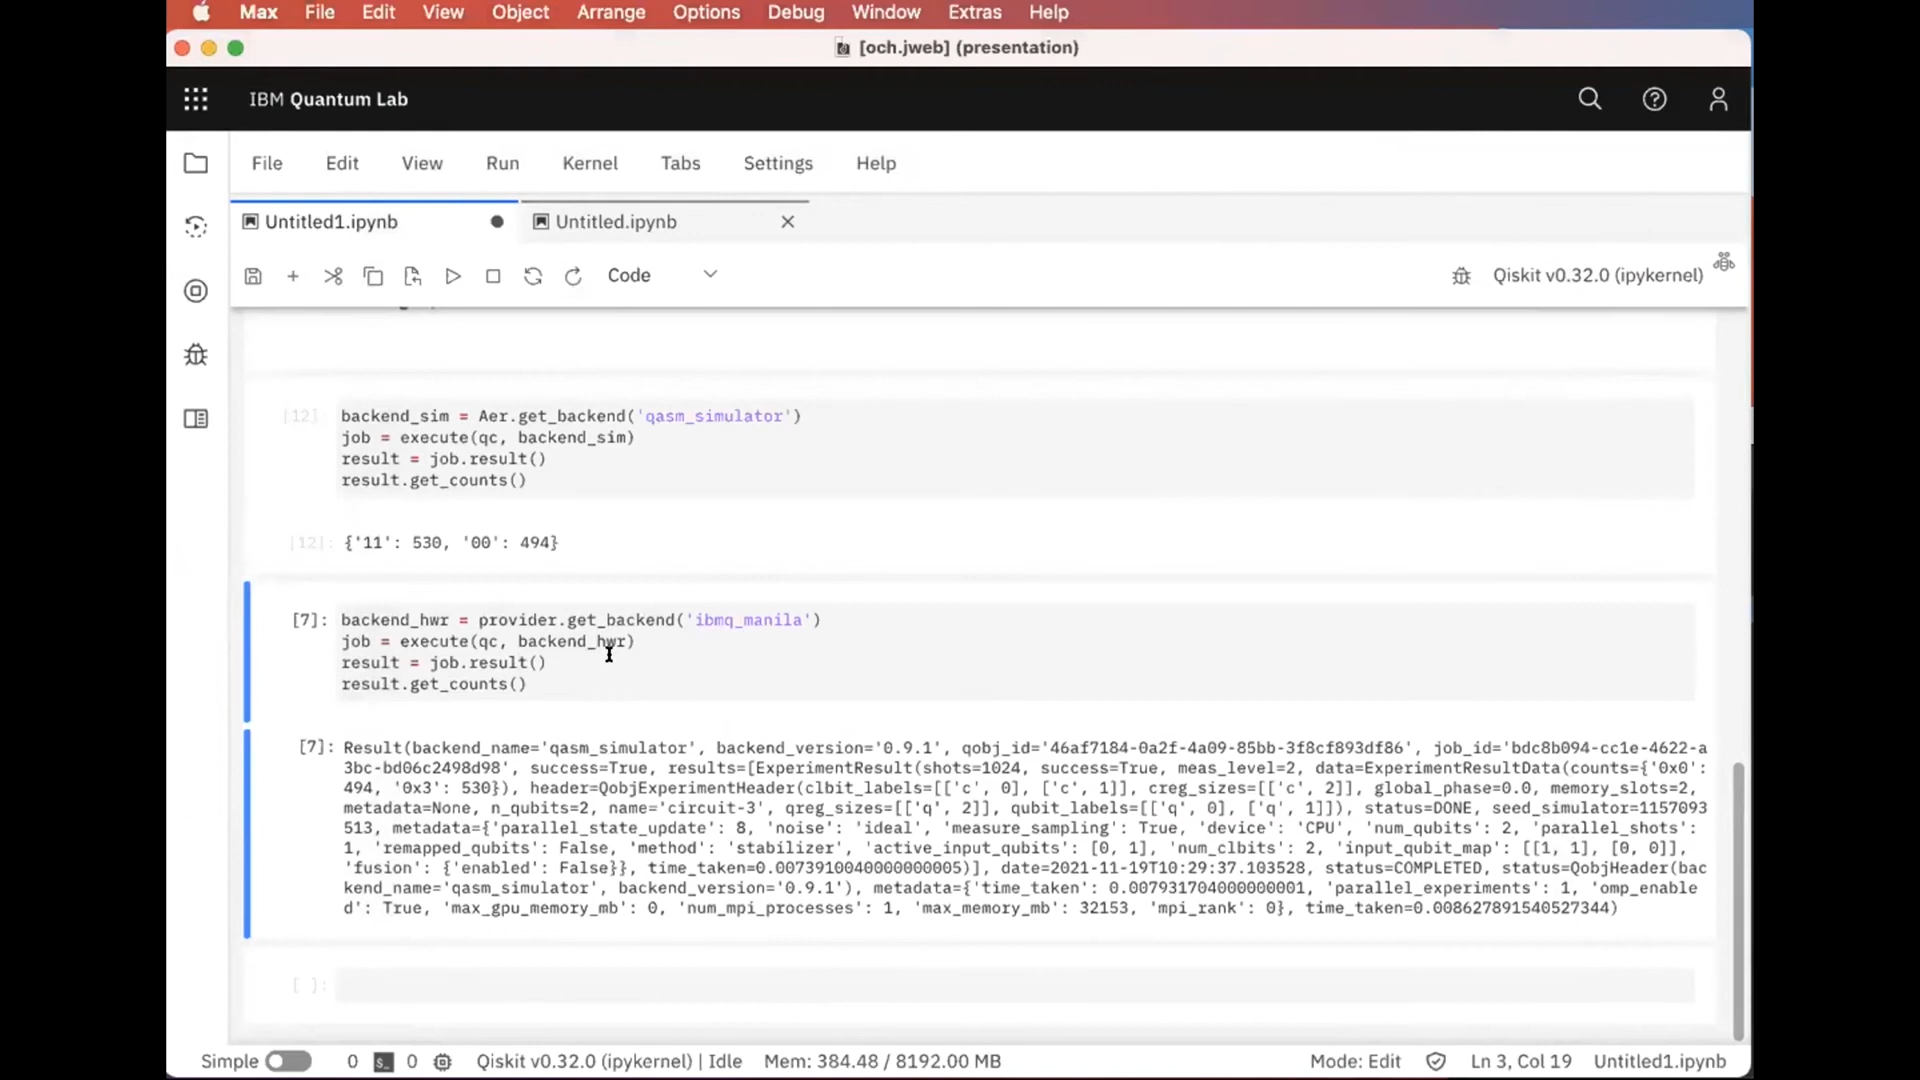 Max File Edit View Object Arrange Options Debug Window Extras Help
[och.jweb] (presentation)
IBM Quantum Lab
File Edit View Run Kernel Tabs Settings Help
Untitled1.ipynb Untitled.ipynb
Code Qiskit v0.32.0 (ipykernel)
[12] backend_sim = Aer.get_backend('qasm_simulator')
job = execute(qc, backend_sim)
result = job.result()
result.get_counts()
[12]: {'11': 530, '00': 494}
[7]: backend_hwr = provider.get_backend('ibmq_manila')
job = execute(qc, backend_hwr)
result = job.result()
result.get_counts()
[7]: Result(backend_name='qasm_simulator', backend_version='0.9.1', qobj_id='46af7184-0a2f-4a09-85bb-3f8cf893df86', job_id='bdc8b094-cc1e-4622-a
3bc-bd06c2498d98', success=True, results=[ExperimentResult(shots=1024, success=True, meas_level=2, data=ExperimentResultData(counts={'0x0':
494, '0x3': 530}), header=QobjExperimentHeader(clbit_labels=[['c', 0], ['c', 1]], creg_sizes=[['c', 2]], global_phase=0.0, memory_slots=2,
metadata=None, n_qubits=2, name='circuit-3', qreg_sizes=[['q', 2]], qubit_labels=[['q', 0], ['q', 1]]), status=DONE, seed_simulator=1157093
513, metadata={'parallel_state_update': 8, 'noise': 'ideal', 'measure_sampling': True, 'device': 'CPU', 'num_qubits': 2, 'parallel_shots':
1, 'remapped_qubits': False, 'method': 'stabilizer', 'active_input_qubits': [0, 1], 'num_clbits': 2, 'input_qubit_map': [[1, 1], [0, 0]],
'fusion': {'enabled': False}}, time_taken=0.0073910040000000005)], date=2021-11-19T10:29:37.103528, status=COMPLETED, status=QobjHeader(bac
kend_name='qasm_simulator', backend_version='0.9.1'), metadata={'time_taken': 0.007931704000000001, 'parallel_experiments': 1, 'omp_enable
d': True, 'max_gpu_memory_mb': 0, 'num_mpi_processes': 1, 'max_memory_mb': 32153, 'mpi_rank': 0}, time_taken=0.008627891540527344)
[ ]:
Simple 0 0 Qiskit v0.32.0 (ipykernel) | Idle Mem: 384.48 / 8192.00 MB Mode: Edit Ln 3, Col 19 Untitled1.ipynb